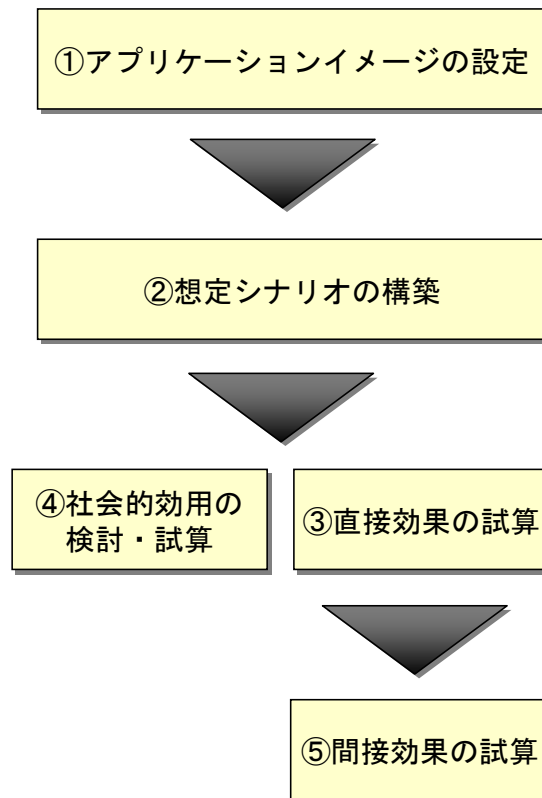 ①アプリケーションイメージの設定
②想定シナリオの構築
④社会的効用の
検討・試算
③直接効果の試算
⑤間接効果の試算